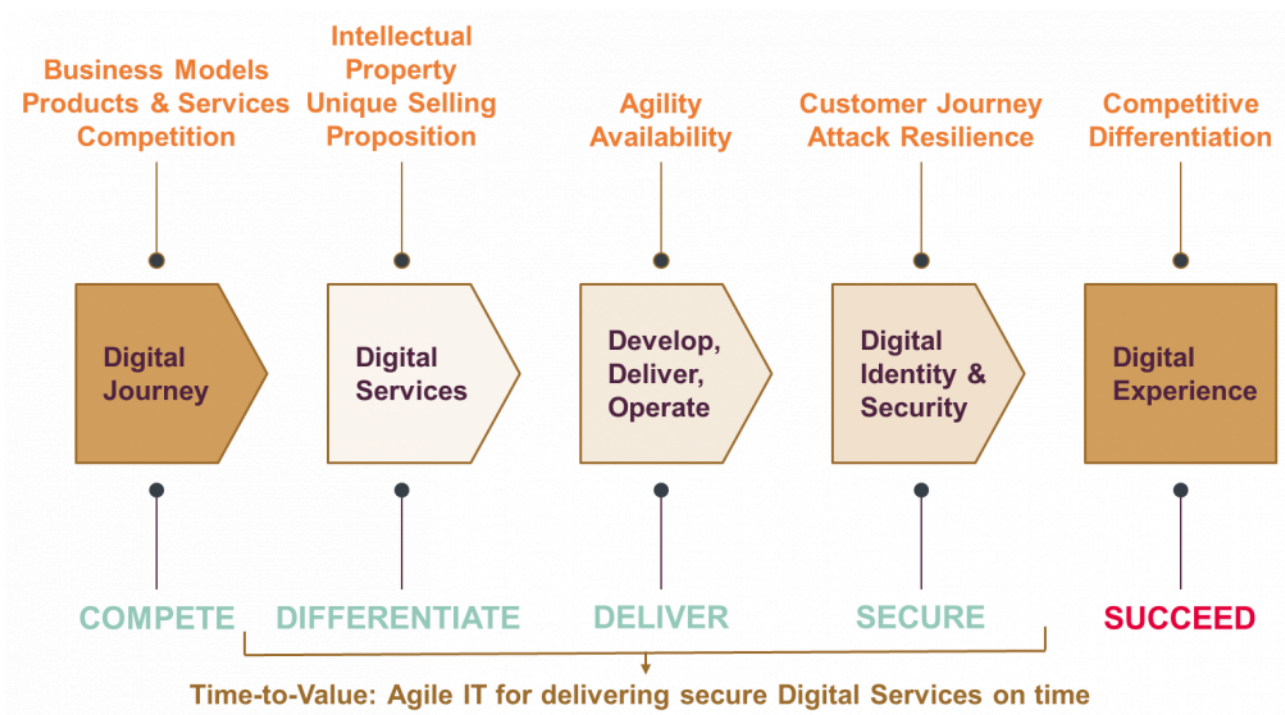 Business Models
Products & Services
Competition
Intellectual
Property
Unique Selling
Proposition
Agility
Availability
Customer Journey
Attack Resilience
Competitive
Differentiation
Digital
Journey
Digital
Services
Develop,
Deliver,
Operate
Digital
Identity &
Security
Digital
Experience
COMPETE
DIFFERENTIATE
DELIVER
SECURE
SUCCEED
Time-to-Value: Agile IT for delivering secure Digital Services on time